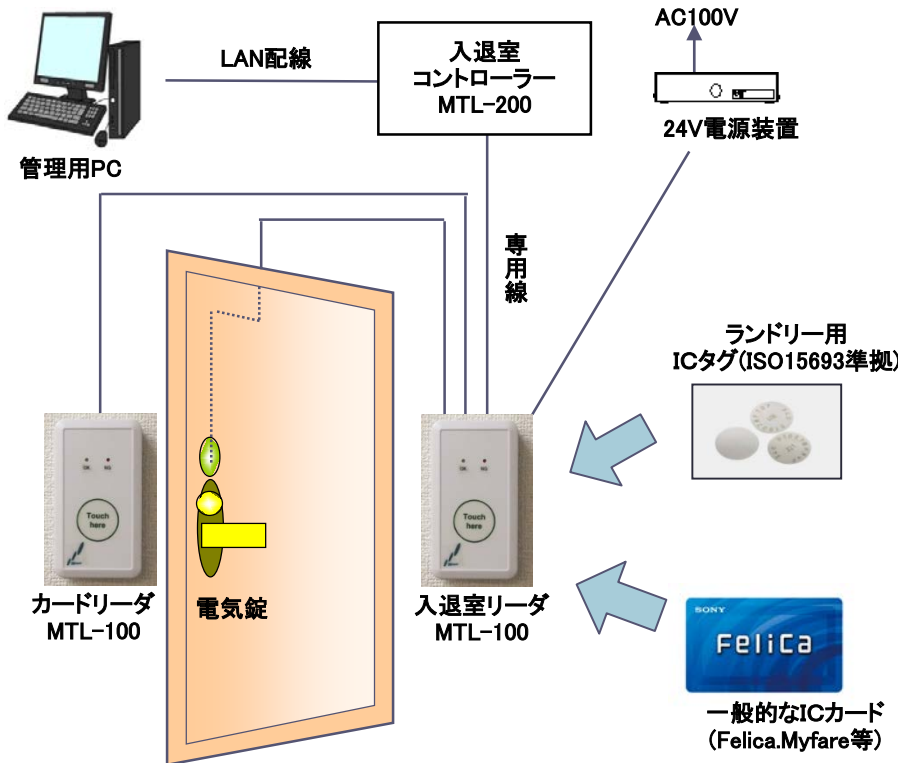 AC100V
LAN配線
入退室
コントローラー
MTL-200
24V電源装置
管理用PC
専用線
ランドリー用
ICタグ(ISO15693準拠)
Touch
here
Touch
here
カードリーダ
MTL-100
電気錠
入退室リーダ
MTL-100
SONY
FeliCa
一般的なICカード
(Felica.Myfare等)